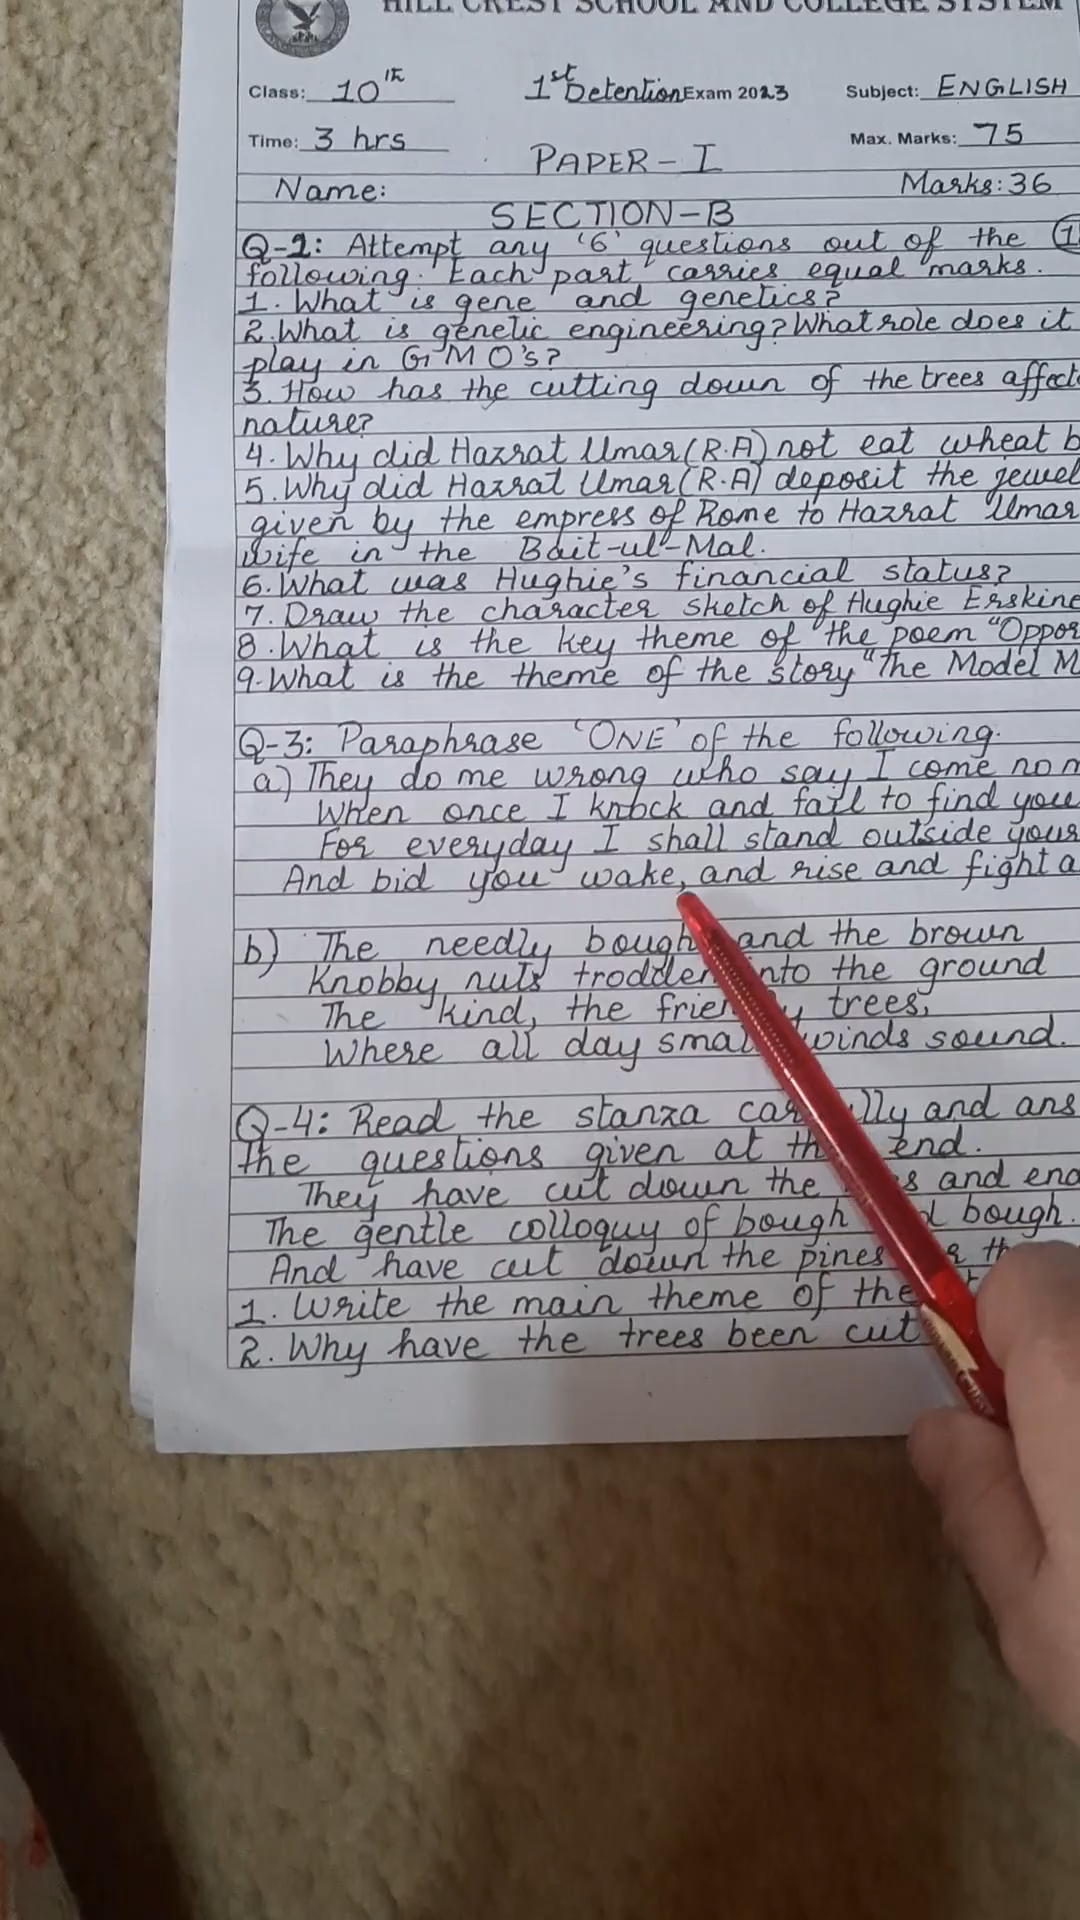 HILL CREST SCHOOL AND COLLEGE SYSTEM
Class: 10th 1st Detention Exam 2023 Subject: ENGLISH
Time: 3 hrs Max. Marks: 75
PAPER-I
Name: Marks: 36
SECTION-B
Q-2: Attempt any '6' questions out of the
following. Each part carries equal marks.
1. What is gene and genetics?
2. What is genetic engineering? What role does it
play in GMO's?
3. How has the cutting down of the trees affect
nature?
4. Why did Hazrat Umar (R.A) not eat wheat b
5. Why did Hazrat Umar (R.A) deposit the jewel
given by the empress of Rome to Hazrat Umar
wife in the Bait-ul-Mal.
6. What was Hughie's financial status?
7. Draw the character sketch of Hughie Erskine
8. What is the key theme of the poem "Oppor
9. What is the theme of the story "The Model M
Q-3: Paraphrase 'ONE' of the following.
a) They do me wrong who say I come no
When once I knock and fail to find you
For everyday I shall stand outside your
And bid you wake, and rise and fight a
b) The needly bough and the brown
Knobby nuts trodden into the ground
The kind, the friendly trees,
Where all day small winds sound.
Q-4: Read the stanza carefully and ans
the questions given at the end.
They have cut down the and end
The gentle colloquy of bough bough.
And have cut down the pines
1. Write the main theme of the
2. Why have the trees been cut